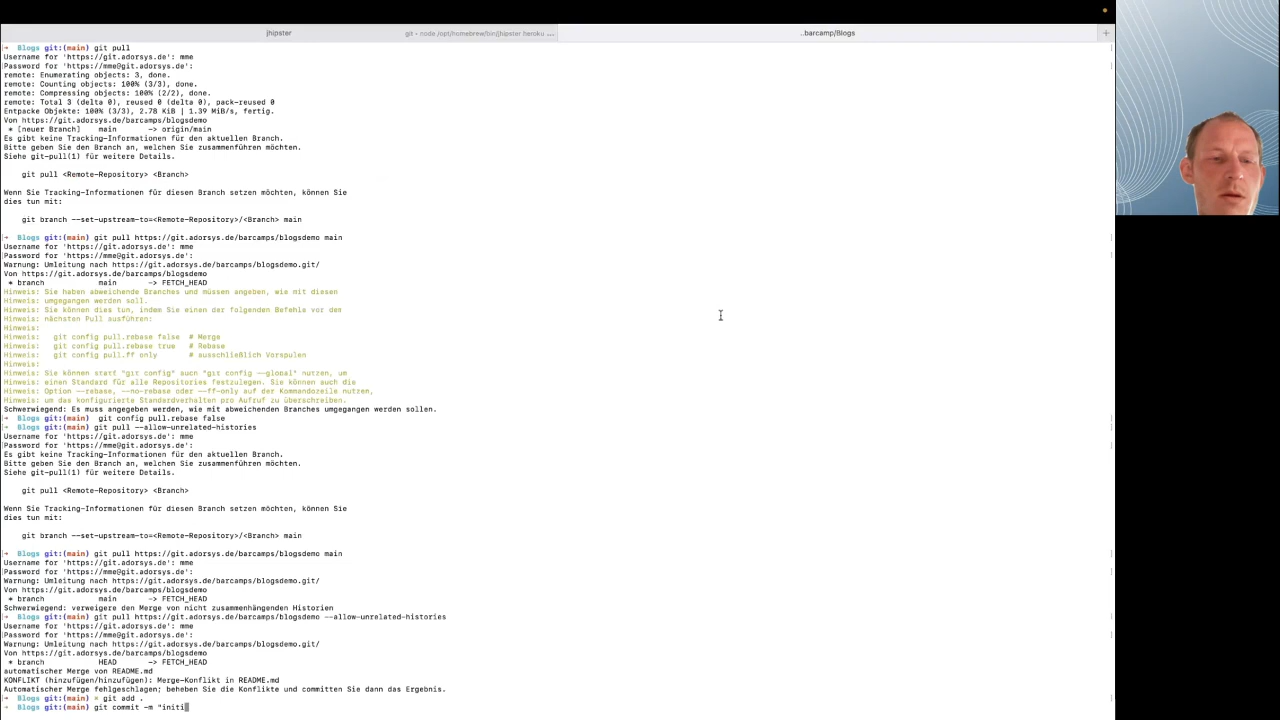 jhipster
git - node /opt/homebrew/bin/jhipster heroku ...
..barcamp/Blogs
+
→ Blogs git:(main) git pull
Username for 'https://git.adorsys.de': mme
Password for 'https://mme@git.adorsys.de':
remote: Enumerating objects: 3, done.
remote: Counting objects: 100% (3/3), done.
remote: Compressing objects: 100% (2/2), done.
remote: Total 3 (delta 0), reused 0 (delta 0), pack-reused 0
Entpacke Objekte: 100% (3/3), 2.78 KiB | 1.39 MiB/s, fertig.
Von https://git.adorsys.de/barcamps/blogsdemo
* [neuer Branch] main -> origin/main
Es gibt keine Tracking-Informationen für den aktuellen Branch.
Bitte geben Sie den Branch an, welchen Sie zusammenführen möchten.
Siehe git-pull(1) für weitere Details.
git pull <Remote-Repository> <Branch>
Wenn Sie Tracking-Informationen für diesen Branch setzen möchten, können Sie
dies tun mit:
git branch --set-upstream-to=<Remote-Repository>/<Branch> main
→ Blogs git:(main) git pull https://git.adorsys.de/barcamps/blogsdemo main
Username for 'https://git.adorsys.de': mme
Password for 'https://mme@git.adorsys.de':
Warnung: Umleitung nach https://git.adorsys.de/barcamps/blogsdemo.git/
Von https://git.adorsys.de/barcamps/blogsdemo
* branch main -> FETCH_HEAD
Hinweis: Sie haben abweichende Branches und müssen angeben, wie mit diesen
Hinweis: umgegangen werden soll.
Hinweis: Sie können dies tun, indem Sie einen der folgenden Befehle vor dem
Hinweis: nächsten Pull ausführen:
Hinweis:
Hinweis: git config pull.rebase false # Merge
Hinweis: git config pull.rebase true # Rebase
Hinweis: git config pull.ff only # ausschließlich Vorspulen
Hinweis:
Hinweis: Sie können statt "git config" auch "git config --global" nutzen, um
Hinweis: einen Standard für alle Repositories festzulegen. Sie können auch die
Hinweis: Option --rebase, --no-rebase oder --ff-only auf der Kommandozeile nutzen,
Hinweis: um das konfigurierte Standardverhalten pro Aufruf zu überschreiben.
Schwerwiegend: Es muss angegeben werden, wie mit abweichenden Branches umgegangen werden sollen.
→ Blogs git:(main) git config pull.rebase false
→ Blogs git:(main) git pull --allow-unrelated-histories
Username for 'https://git.adorsys.de': mme
Password for 'https://mme@git.adorsys.de':
Es gibt keine Tracking-Informationen für den aktuellen Branch.
Bitte geben Sie den Branch an, welchen Sie zusammenführen möchten.
Siehe git-pull(1) für weitere Details.
git pull <Remote-Repository> <Branch>
Wenn Sie Tracking-Informationen für diesen Branch setzen möchten, können Sie
dies tun mit:
git branch --set-upstream-to=<Remote-Repository>/<Branch> main
→ Blogs git:(main) git pull https://git.adorsys.de/barcamps/blogsdemo main
Username for 'https://git.adorsys.de': mme
Password for 'https://mme@git.adorsys.de':
Warnung: Umleitung nach https://git.adorsys.de/barcamps/blogsdemo.git/
Von https://git.adorsys.de/barcamps/blogsdemo
* branch main -> FETCH_HEAD
Schwerwiegend: verweigere den Merge von nicht zusammenhängenden Historien
→ Blogs git:(main) git pull https://git.adorsys.de/barcamps/blogsdemo --allow-unrelated-histories
Username for 'https://git.adorsys.de': mme
Password for 'https://mme@git.adorsys.de':
Warnung: Umleitung nach https://git.adorsys.de/barcamps/blogsdemo.git/
Von https://git.adorsys.de/barcamps/blogsdemo
* branch HEAD -> FETCH_HEAD
automatischer Merge von README.md
KONFLIKT (hinzufügen/hinzufügen): Merge-Konflikt in README.md
Automatischer Merge fehlgeschlagen; beheben Sie die Konflikte und committen Sie dann das Ergebnis.
→ Blogs git:(main) × git add .
→ Blogs git:(main) git commit -m "initi